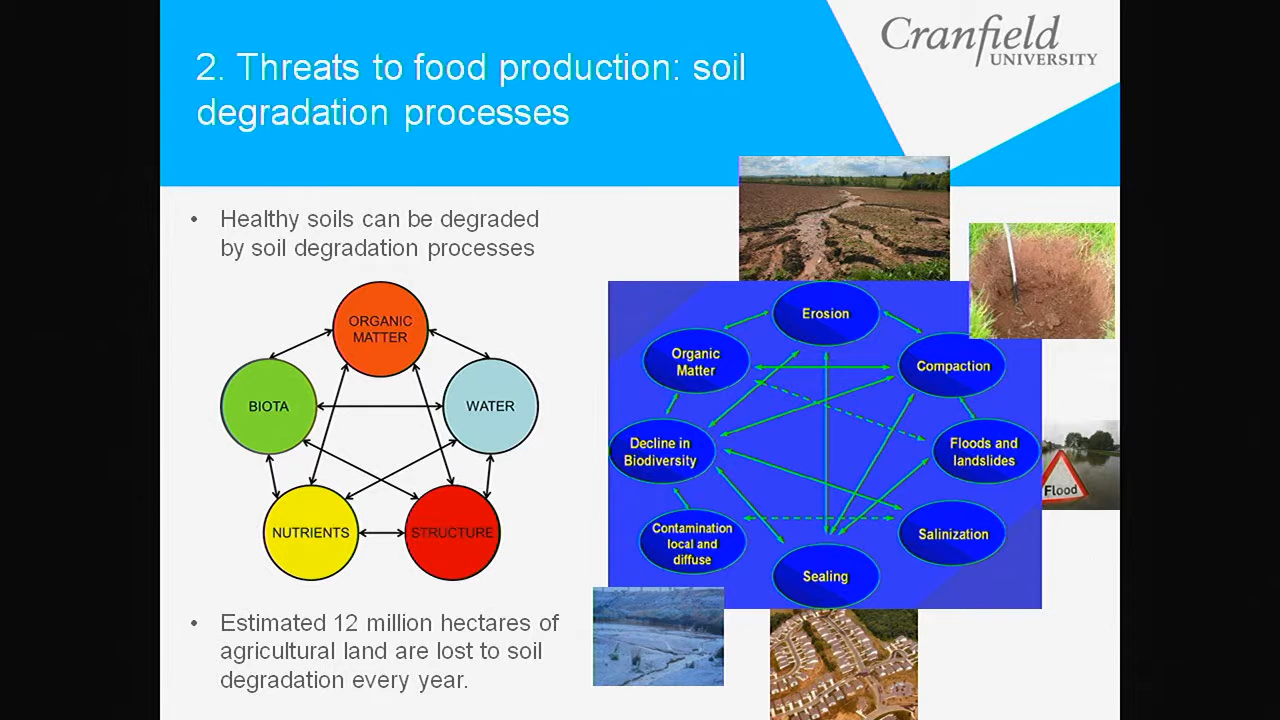 Cranfield
UNIVERSITY
2. Threats to food production: soil
degradation processes
• Healthy soils can be degraded
by soil degradation processes
ORGANIC
MATTER
BIOTA
WATER
NUTRIENTS
STRUCTURE
• Estimated 12 million hectares of
agricultural land are lost to soil
degradation every year.
Erosion
Organic
Matter
Compaction
Decline in
Biodiversity
Floods and
landslides
Contamination
local and
diffuse
Salinization
Sealing
Flood